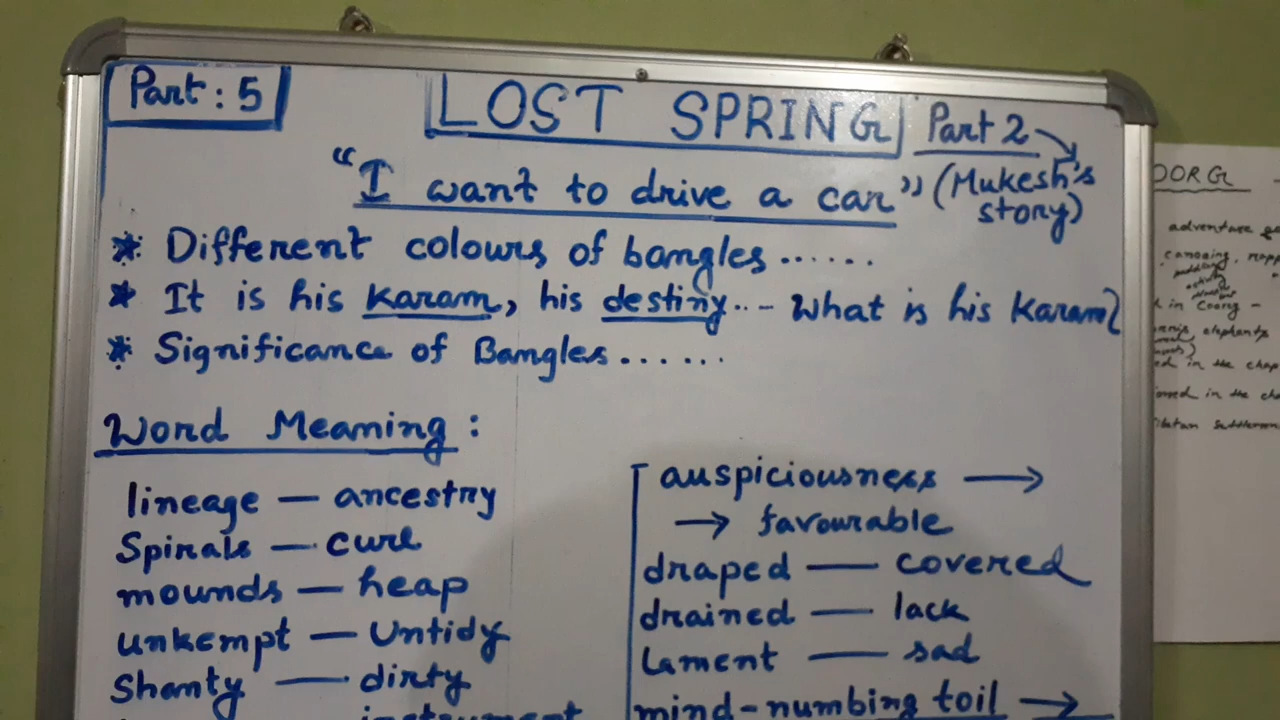 Part : 5
LOST SPRING Part 2
"I want to drive a car" (Mukesh's story)
* Different colours of bangles ......
* It is his Karam, his destiny... - What is his Karam?
* Significance of Bangles ......
Word Meaning :
lineage — ancestry
Spirals — curl
mounds — heap
unkempt — Untidy
Shanty — dirty
instrument
auspiciousness →
→ favourable
draped — covered
drained — lack
Lament — sad
mind-numbing toil →
OORG
adventure
canoeing,
in Coorg -
elephants
in the chap
in the